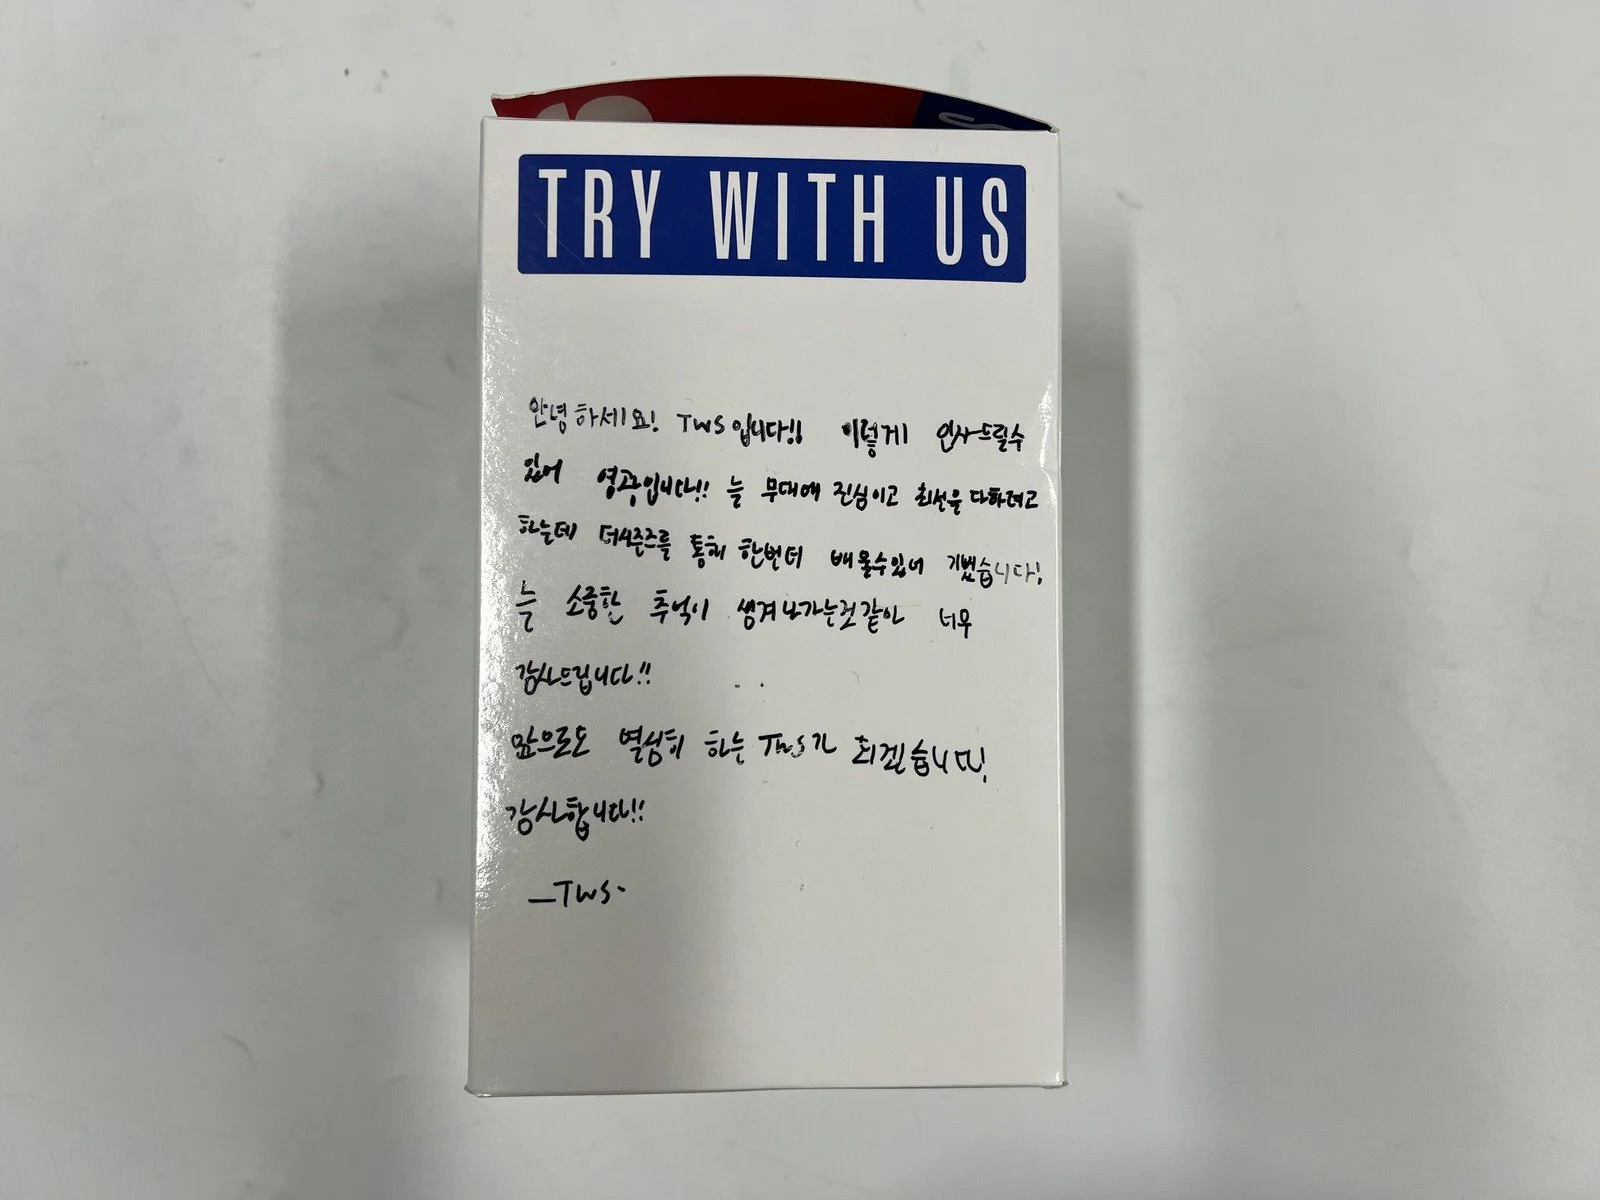 TRY WITH US
안녕하세요! TWS입니다!! 이렇게 인사드릴수
있어 영광입니다!! 늘 무대에 진심이고 최선을 다하려고
하는데 더시즌즈를 통해 한번더 배울수있어 기뻤습니다!
늘 소중한 추억이 생겨나가는것같아 너무
감사드립니다!!
앞으로도 열심히 하는 TWS가 되겠습니다!
감사합니다!!
—TWS-